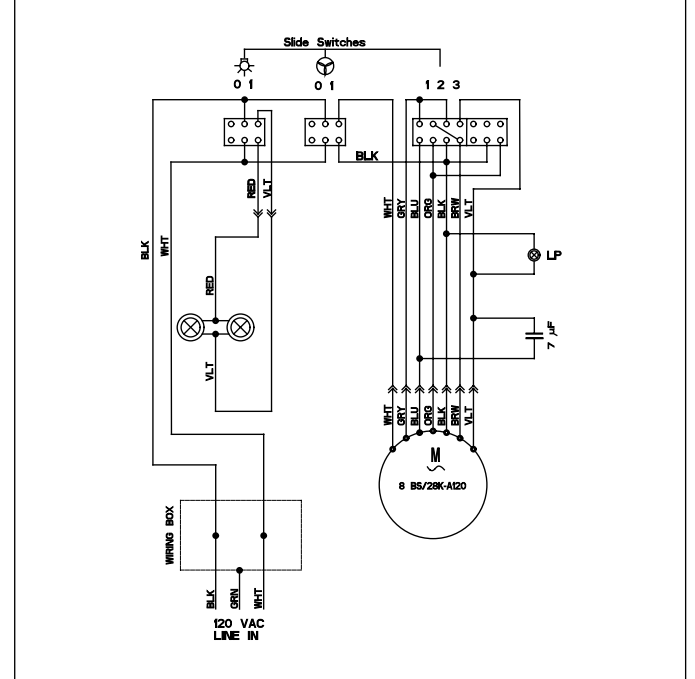 Slide Switches
0 1
0 1
1 2 3
BLK
RED
VLT
WHT
GRY
BLU
ORG
BLK
BRW
VLT
BLK
WHT
LP
RED
7 µF
VLT
WHT
GRY
BLU
ORG
BLK
BRW
VLT
M
8 BS/28K-A120
WIRING BOX
BLK
GRN
WHT
120 VAC
LINE IN